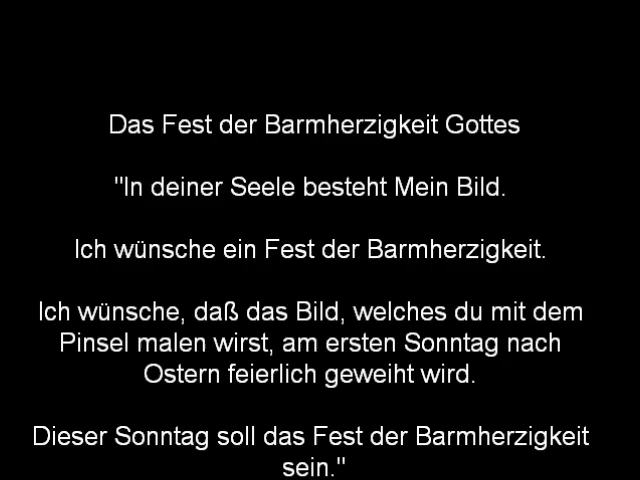 Das Fest der Barmherzigkeit Gottes
"In deiner Seele besteht Mein Bild.
Ich wünsche ein Fest der Barmherzigkeit.
Ich wünsche, daß das Bild, welches du mit dem
Pinsel malen wirst, am ersten Sonntag nach
Ostern feierlich geweiht wird.
Dieser Sonntag soll das Fest der Barmherzigkeit
sein."